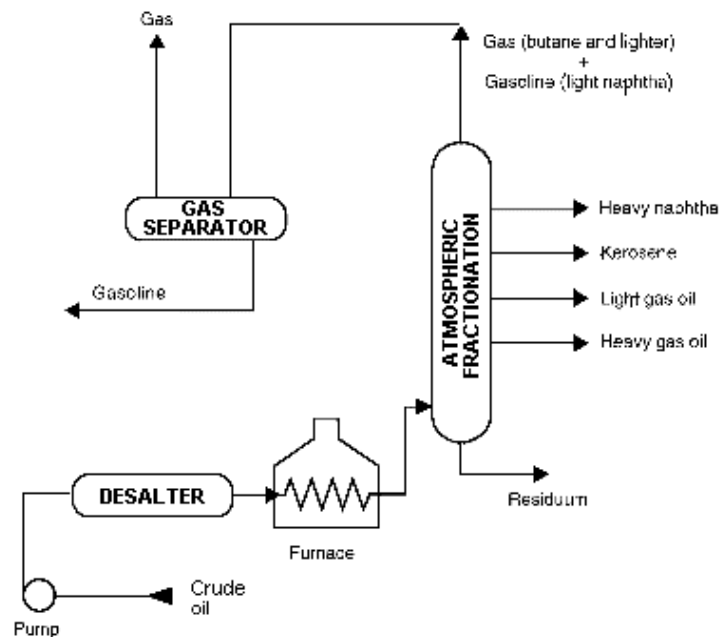 Gas
Gas (butane and lighter)
+
Gasoline (light naphtha)
GAS
SEPARATOR
Gasoline
ATMOSPHERIC
FRACTIONATION
Heavy naphtha
Kerosene
Light gas oil
Heavy gas oil
Residuum
DESALTER
Furnace
Crude
oil
Pump